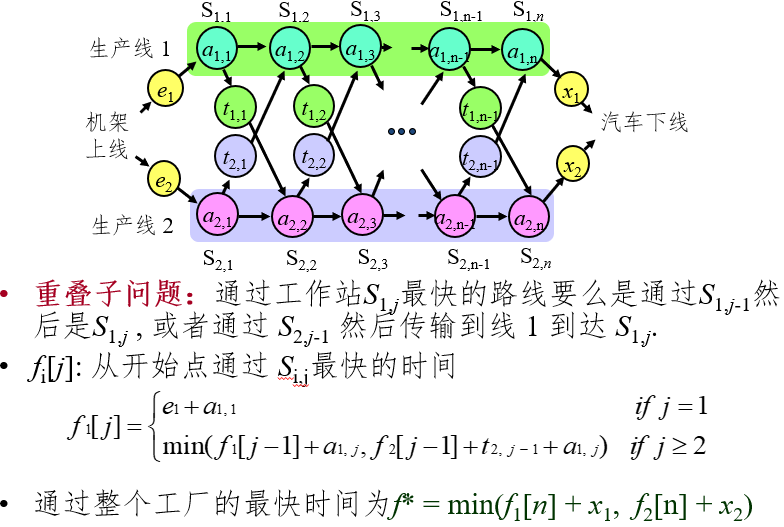 S1,1 S1,2 S1,3 S1,n-1 S1,n
生产线 1 a1,1 a1,2 a1,3 a1,n-1 a1,n
e1 x1
t1,1 t1,2 t1,n-1
机架 ••• 汽车下线
上线 t2,1 t2,2 t2,n-1
e2 x2
生产线 2 a2,1 a2,2 a2,3 a2,n-1 a2,n
S2,1 S2,2 S2,3 S2,n-1 S2,n
• 重叠子问题：通过工作站S1,j最快的路线要么是通过S1,j-1然
后是S1,j , 或者通过 S2,j-1 然后传输到线 1 到达 S1,j.
• fi[j]: 从开始点通过 Si,j最快的时间
f1[j] = { e1 + a1,1 if j = 1
min( f1[j −1] + a1, j , f2[j −1] + t2, j −1 + a1, j ) if j ≥ 2
• 通过整个工厂的最快时间为f* = min(f1[n] + x1, f2[n] + x2)